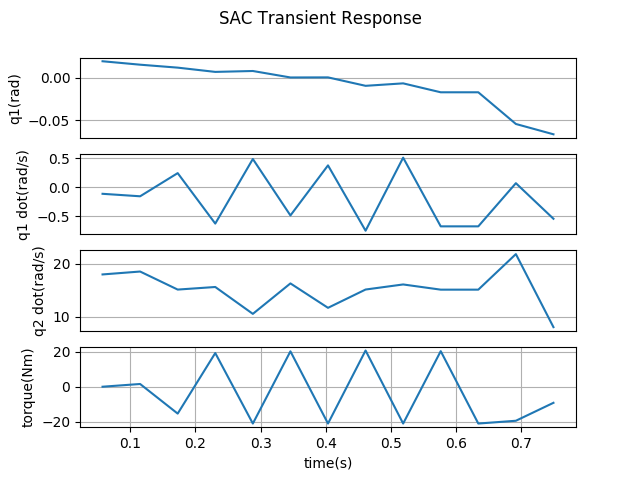 SAC Transient Response
q1(rad)
0.00
−0.05
q1 dot(rad/s)
0.5
0.0
−0.5
q2 dot(rad/s)
20
10
torque(Nm)
20
0
−20
0.1 0.2 0.3 0.4 0.5 0.6 0.7
time(s)